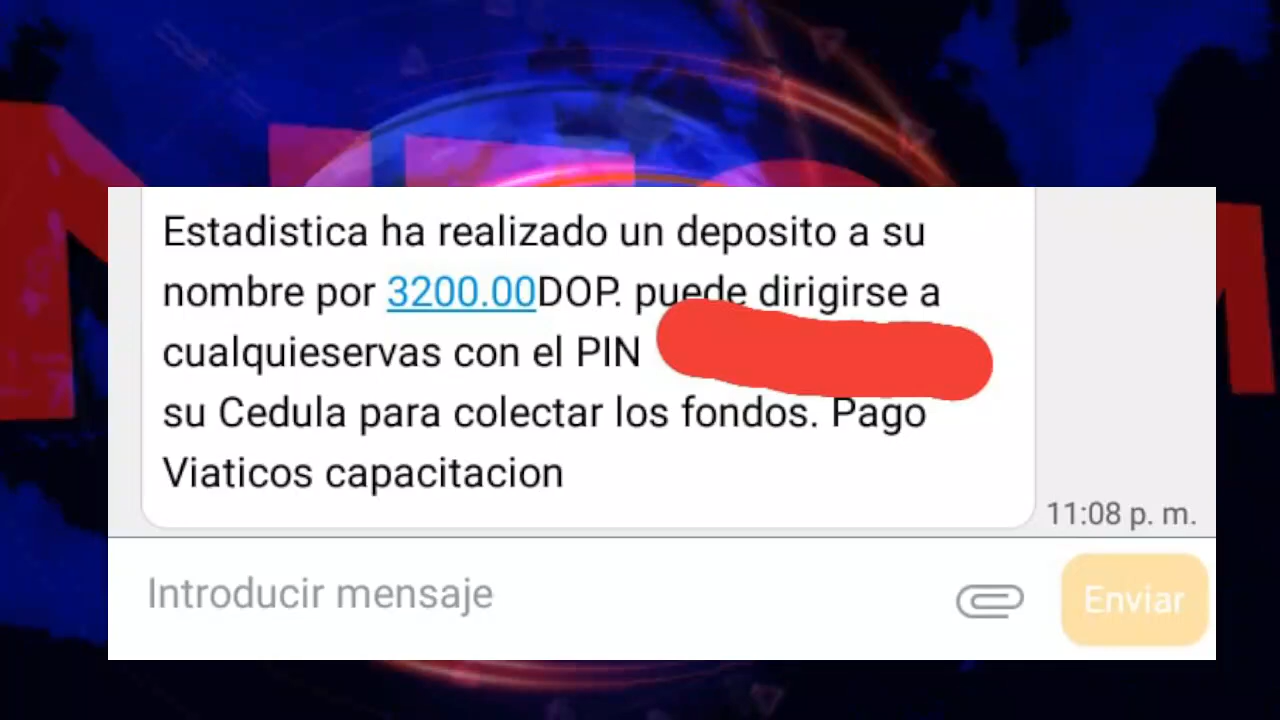 Estadistica ha realizado un deposito a su
nombre por 3200.00DOP. puede dirigirse a
cualquieservas con el PIN
su Cedula para colectar los fondos. Pago
Viaticos capacitacion
11:08 p. m.
Introducir mensaje
Enviar